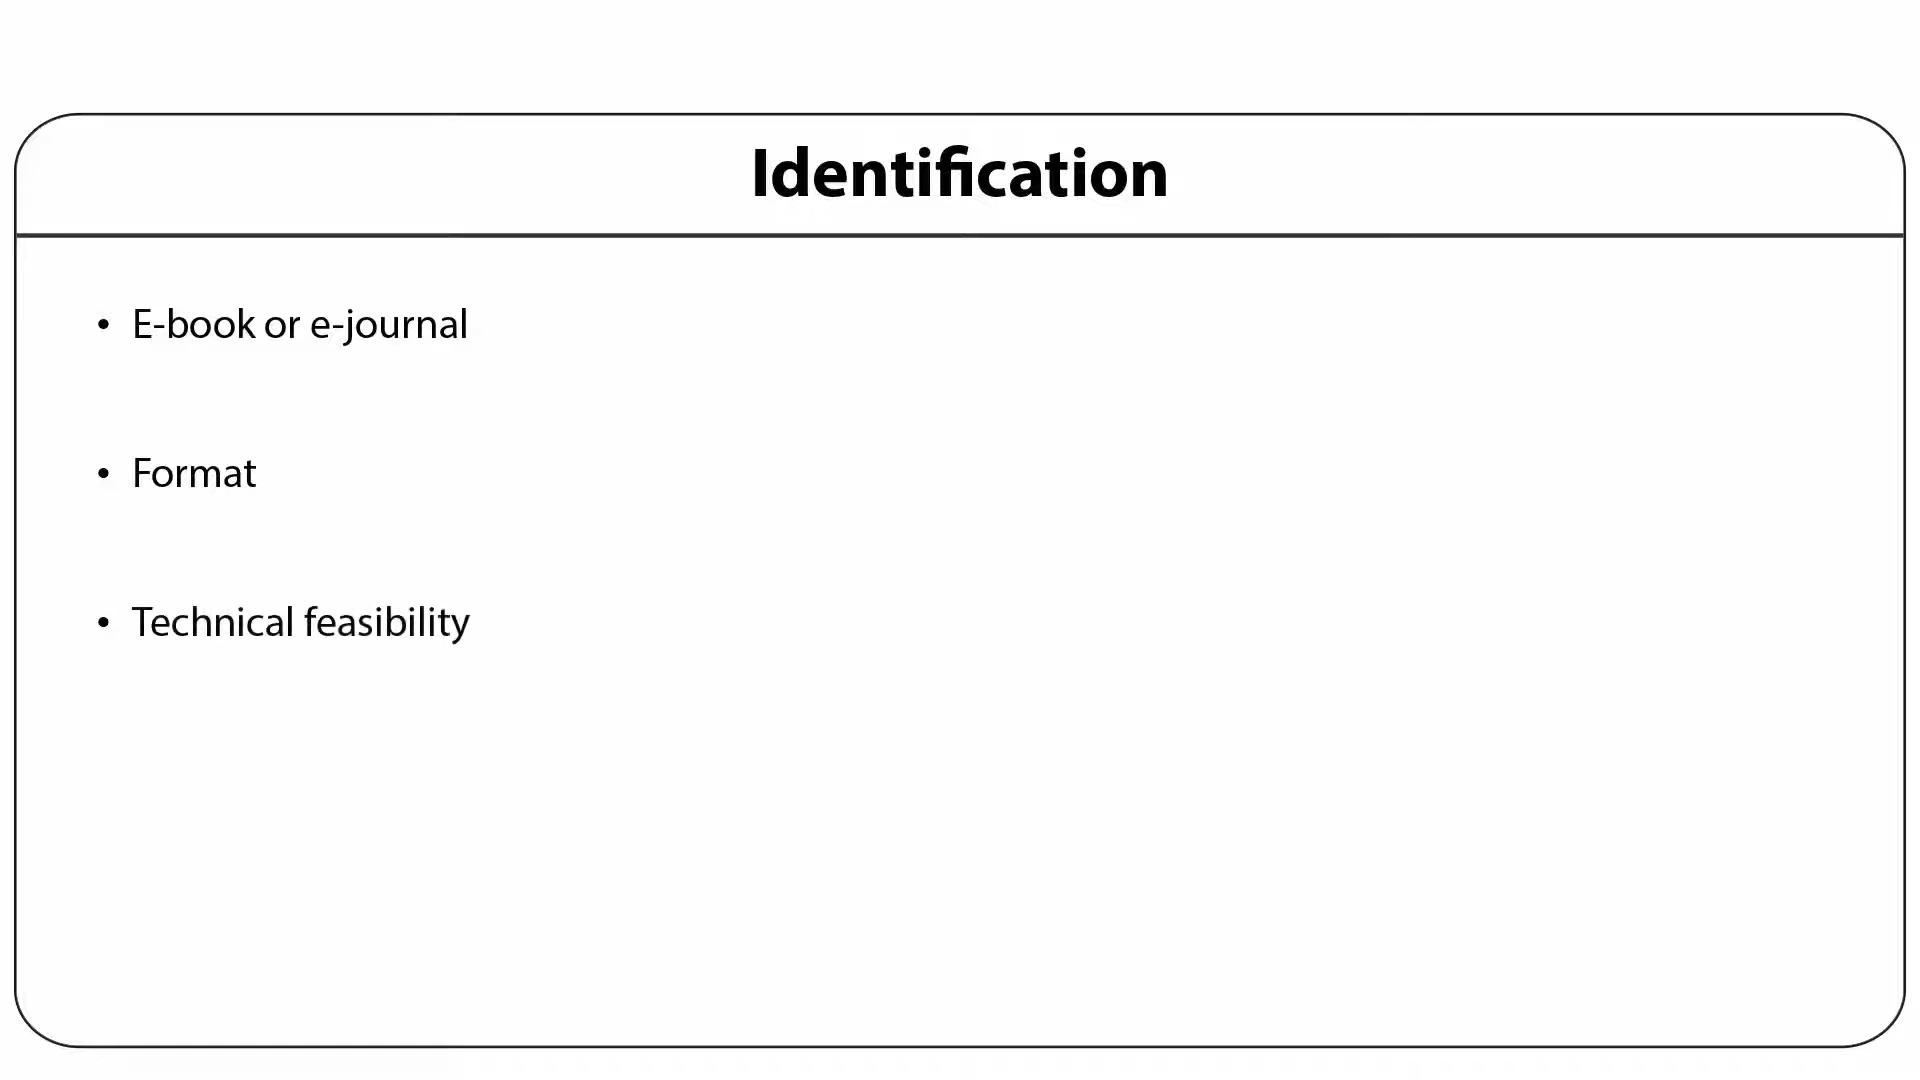 Identification
• E-book or e-journal
• Format
• Technical feasibility